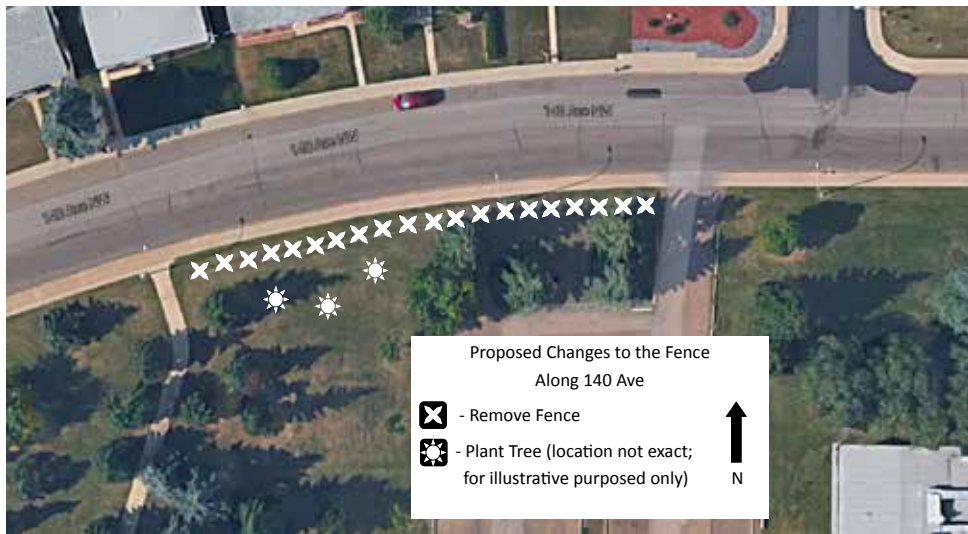 Proposed Changes to the Fence
Along 140 Ave
- Remove Fence
- Plant Tree (location not exact;
for illustrative purposed only)
N